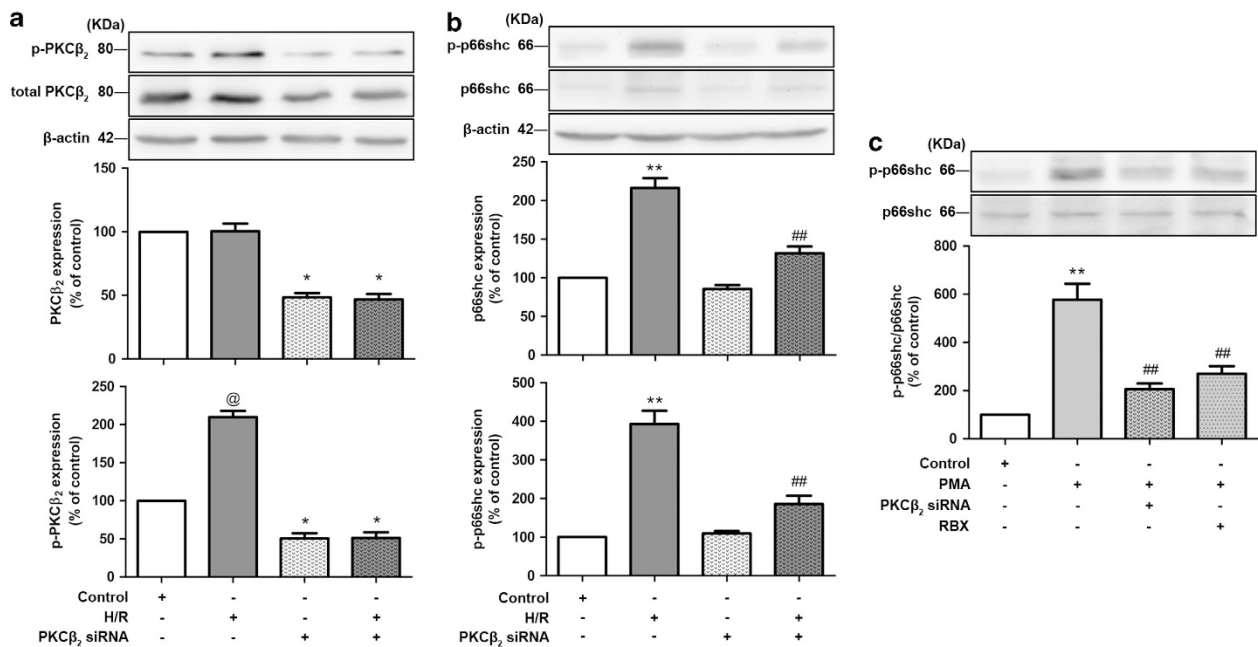 a
(KDa)
p-PKCβ₂ 80
total PKCβ₂ 80
β-actin 42
PKCβ₂ expression
(% of control)
150
100
50
0
* *
p-PKCβ₂ expression
(% of control)
250
200
150
100
50
0
@
* *
Control + - - -
H/R - + - +
PKCβ₂ siRNA - - + +
b
(KDa)
p-p66shc 66
p66shc 66
β-actin 42
p66shc expression
(% of control)
250
200
150
100
50
0
**
##
p-p66shc expression
(% of control)
500
400
300
200
100
0
**
##
Control + - - -
H/R - + - +
PKCβ₂ siRNA - - + +
c
(KDa)
p-p66shc 66
p66shc 66
p-p66shc/p66shc
(% of control)
800
600
400
200
0
**
## ##
Control + - - -
PMA - + + +
PKCβ₂ siRNA - - + -
RBX - - - +